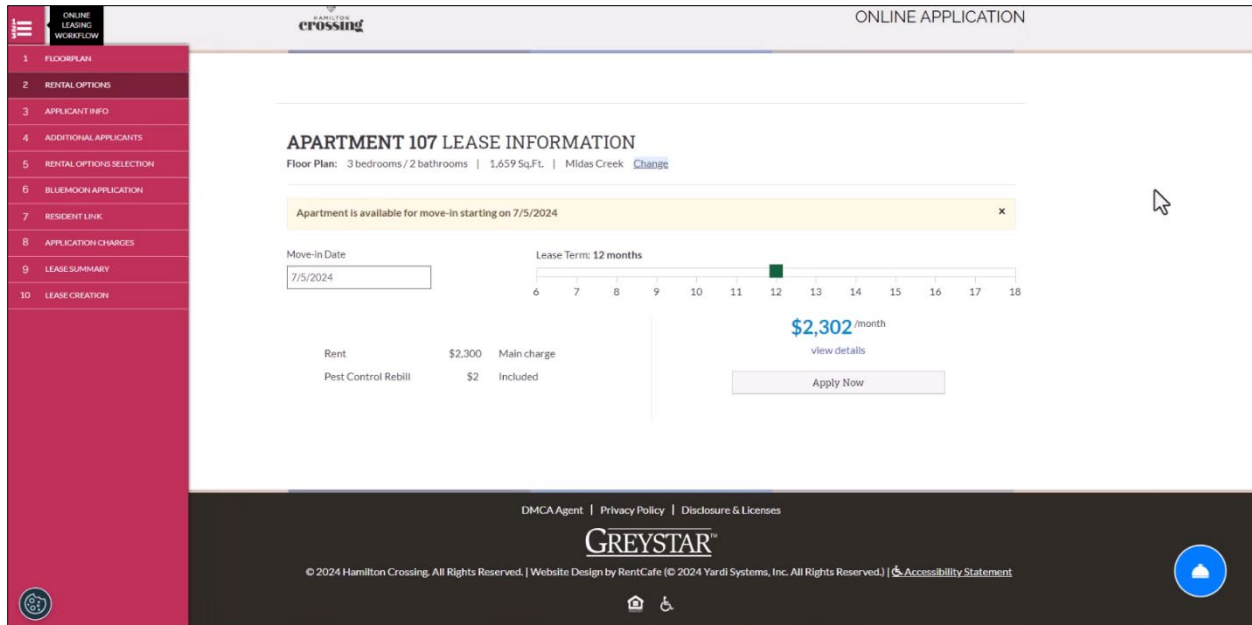 ONLINE
LEASING
WORKFLOW
HAMILTON
crossing
ONLINE APPLICATION
1 FLOORPLAN
2 RENTAL OPTIONS
3 APPLICANT INFO
4 ADDITIONAL APPLICANTS
5 RENTAL OPTIONS SELECTION
6 BLUEMOON APPLICATION
7 RESIDENT LINK
8 APPLICATION CHARGES
9 LEASE SUMMARY
10 LEASE CREATION
APARTMENT 107 LEASE INFORMATION
Floor Plan: 3 bedrooms / 2 bathrooms | 1,659 Sq.Ft. | Midas Creek Change
Apartment is available for move-in starting on 7/5/2024 ×
Move-in Date
7/5/2024
Lease Term: 12 months
6 7 8 9 10 11 12 13 14 15 16 17 18
Rent $2,300 Main charge
Pest Control Rebill $2 Included
$2,302 /month
view details
Apply Now
DMCA Agent | Privacy Policy | Disclosure & Licenses
GREYSTAR™
© 2024 Hamilton Crossing. All Rights Reserved. | Website Design by RentCafe (© 2024 Yardi Systems, Inc. All Rights Reserved.) | Accessibility Statement